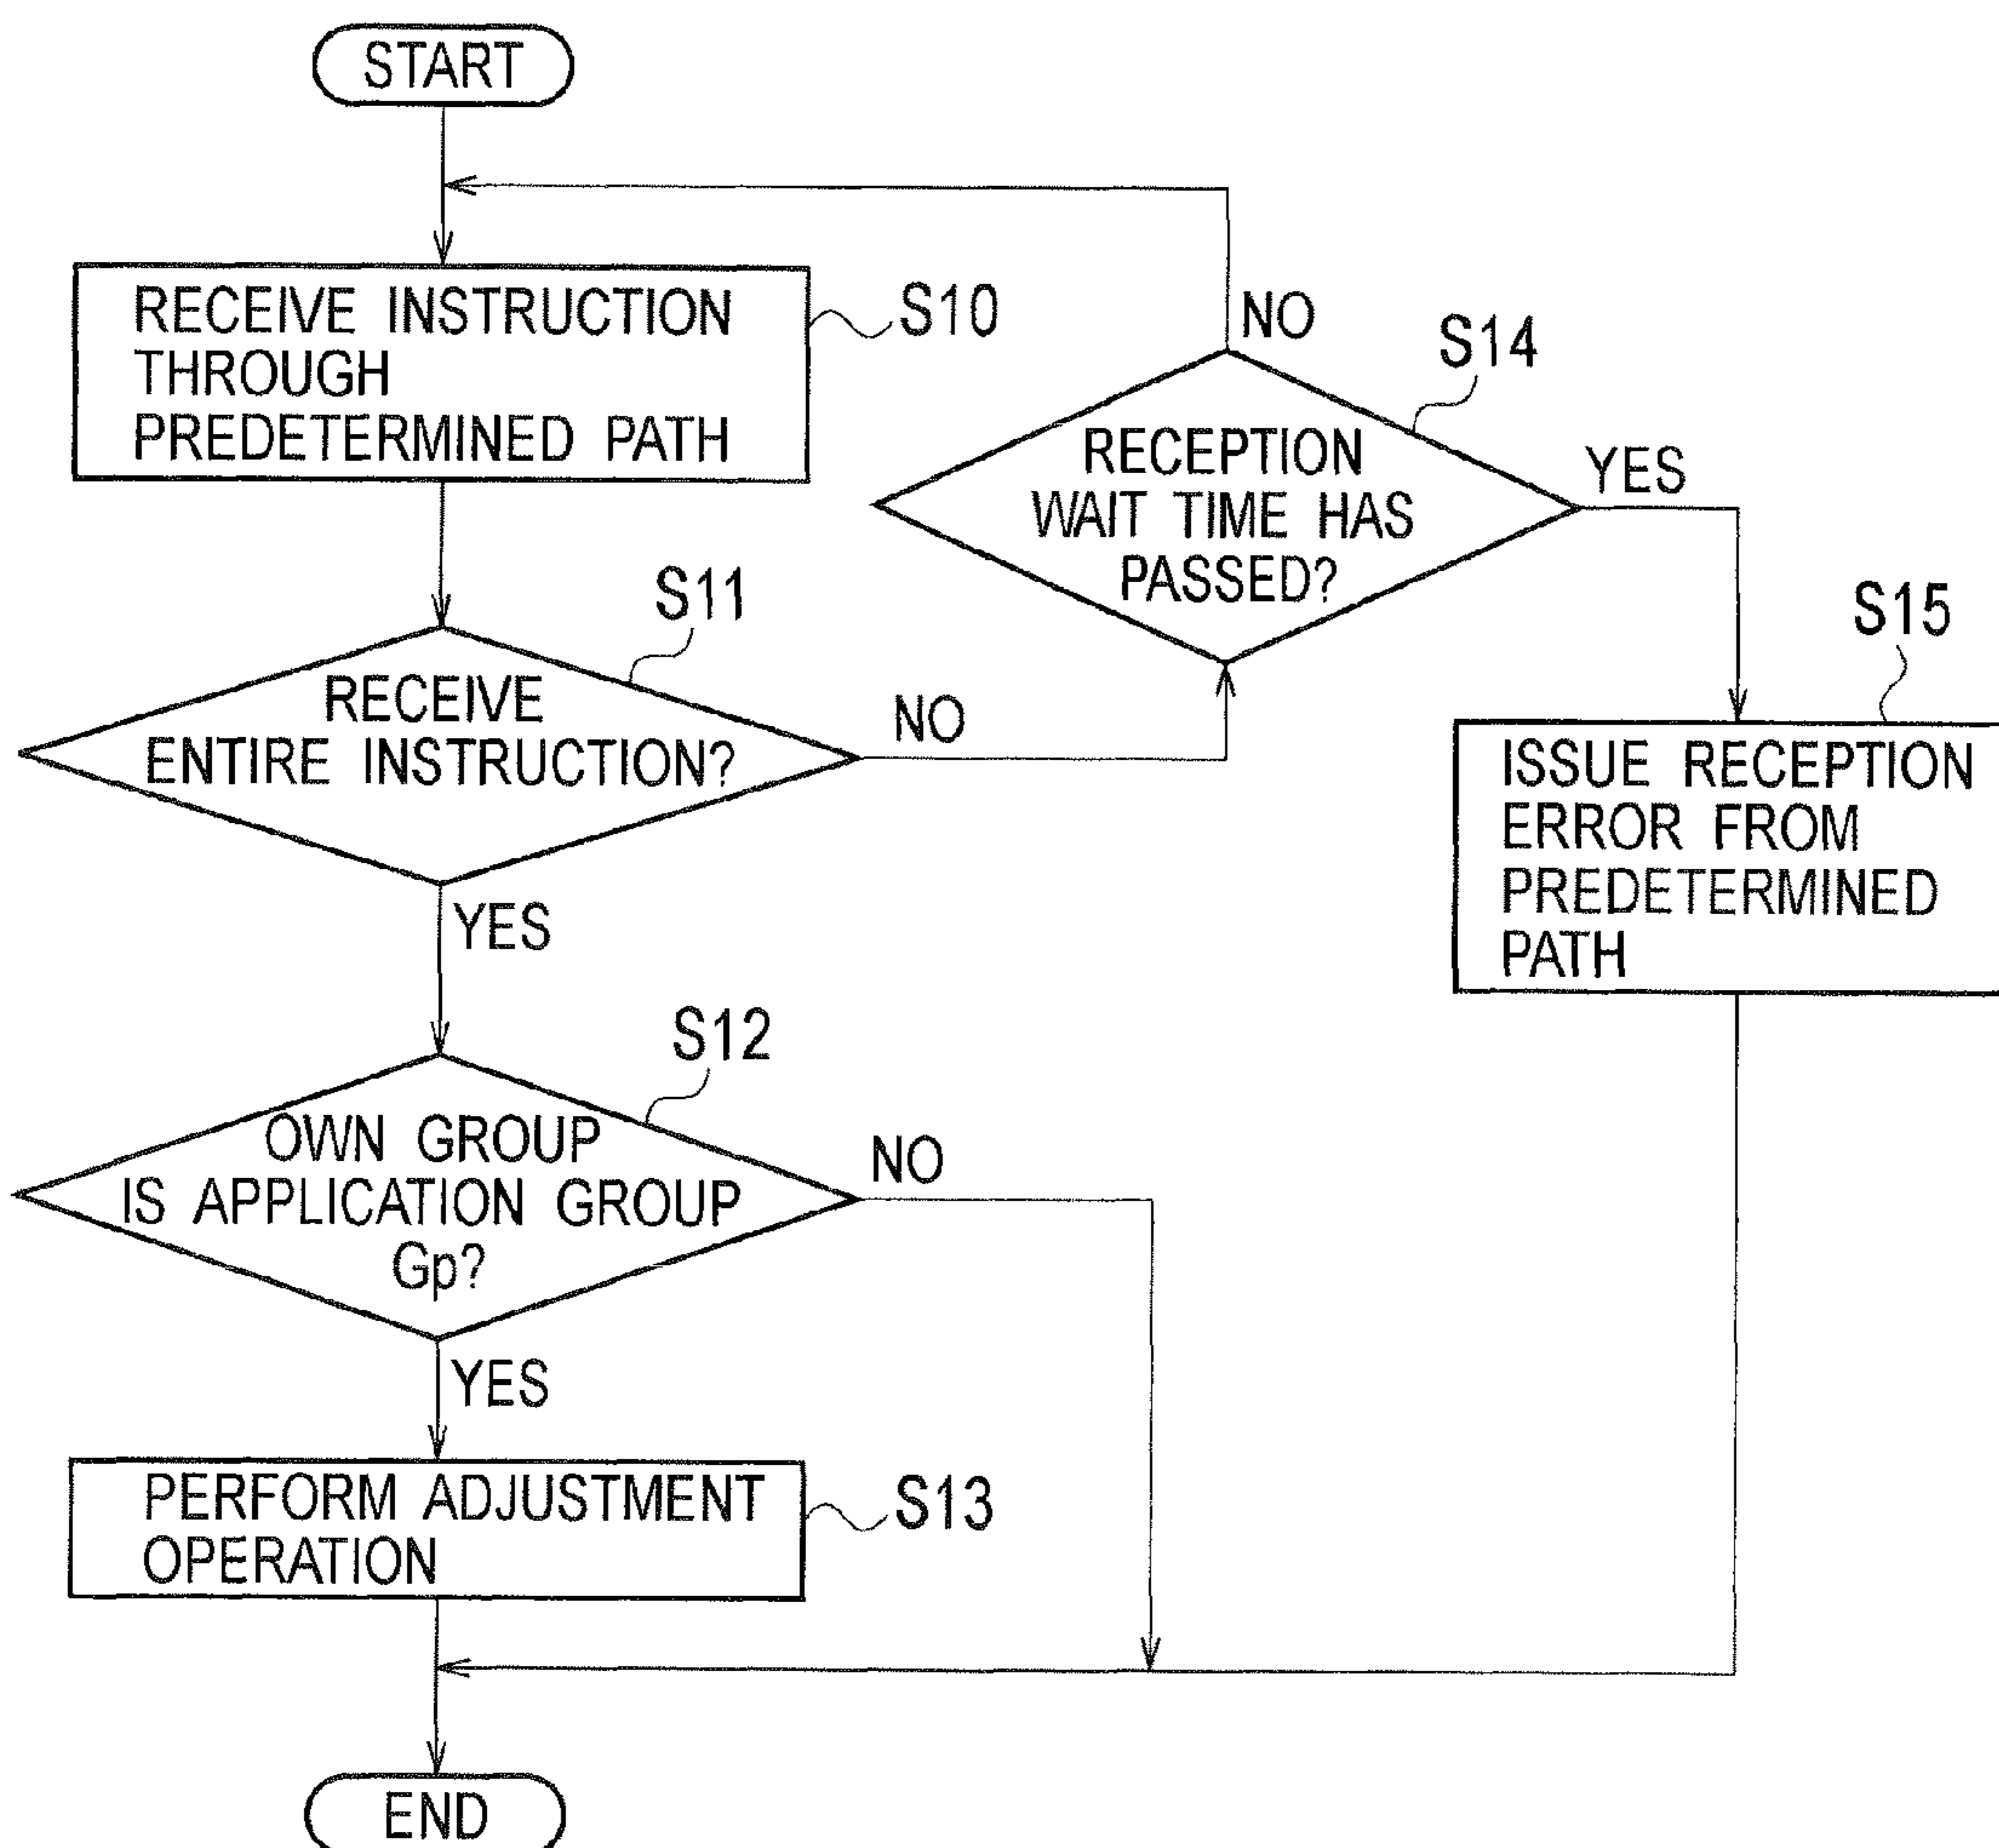 START
RECEIVE INSTRUCTION
THROUGH
PREDETERMINED PATH
S10
NO
S14
RECEPTION
WAIT TIME HAS
PASSED?
YES
S11
RECEIVE
ENTIRE INSTRUCTION?
NO
S15
ISSUE RECEPTION
ERROR FROM
PREDETERMINED
PATH
YES
S12
OWN GROUP
IS APPLICATION GROUP
Gp?
NO
YES
PERFORM ADJUSTMENT
OPERATION
S13
END